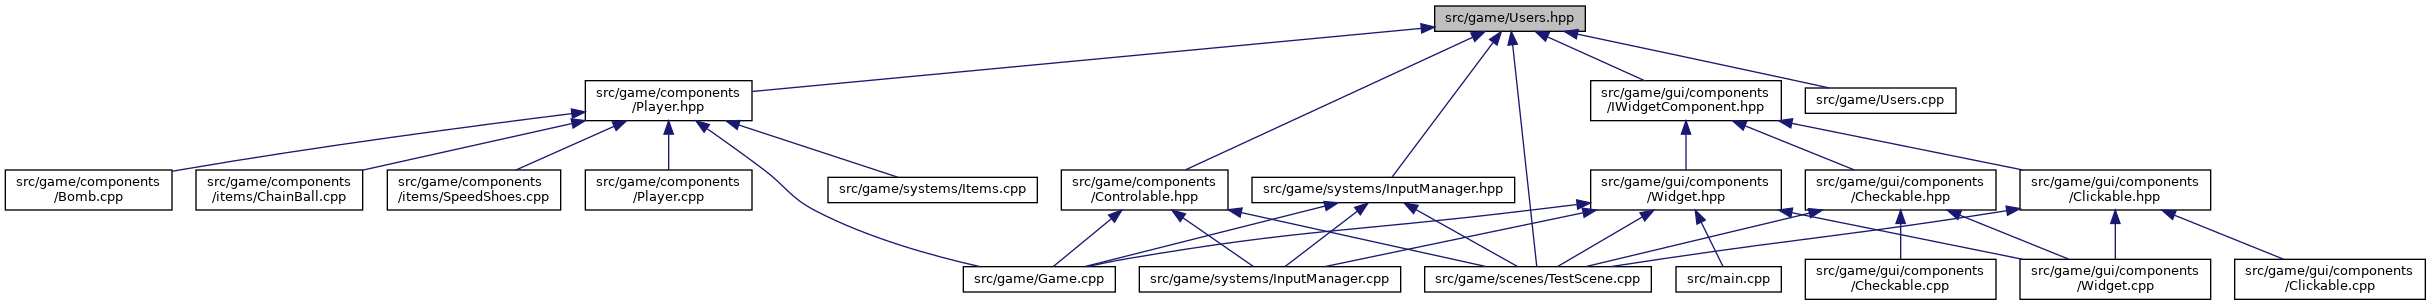 src/game/Users.hpp
src/game/components
/Player.hpp
src/game/gui/components
/IWidgetComponent.hpp
src/game/Users.cpp
src/game/components
/Bomb.cpp
src/game/components
/items/ChainBall.cpp
src/game/components
/items/SpeedShoes.cpp
src/game/components
/Player.cpp
src/game/systems/Items.cpp
src/game/components
/Controlable.hpp
src/game/systems/InputManager.hpp
src/game/gui/components
/Widget.hpp
src/game/gui/components
/Checkable.hpp
src/game/gui/components
/Clickable.hpp
src/game/Game.cpp
src/game/systems/InputManager.cpp
src/game/scenes/TestScene.cpp
src/main.cpp
src/game/gui/components
/Checkable.cpp
src/game/gui/components
/Widget.cpp
src/game/gui/components
/Clickable.cpp